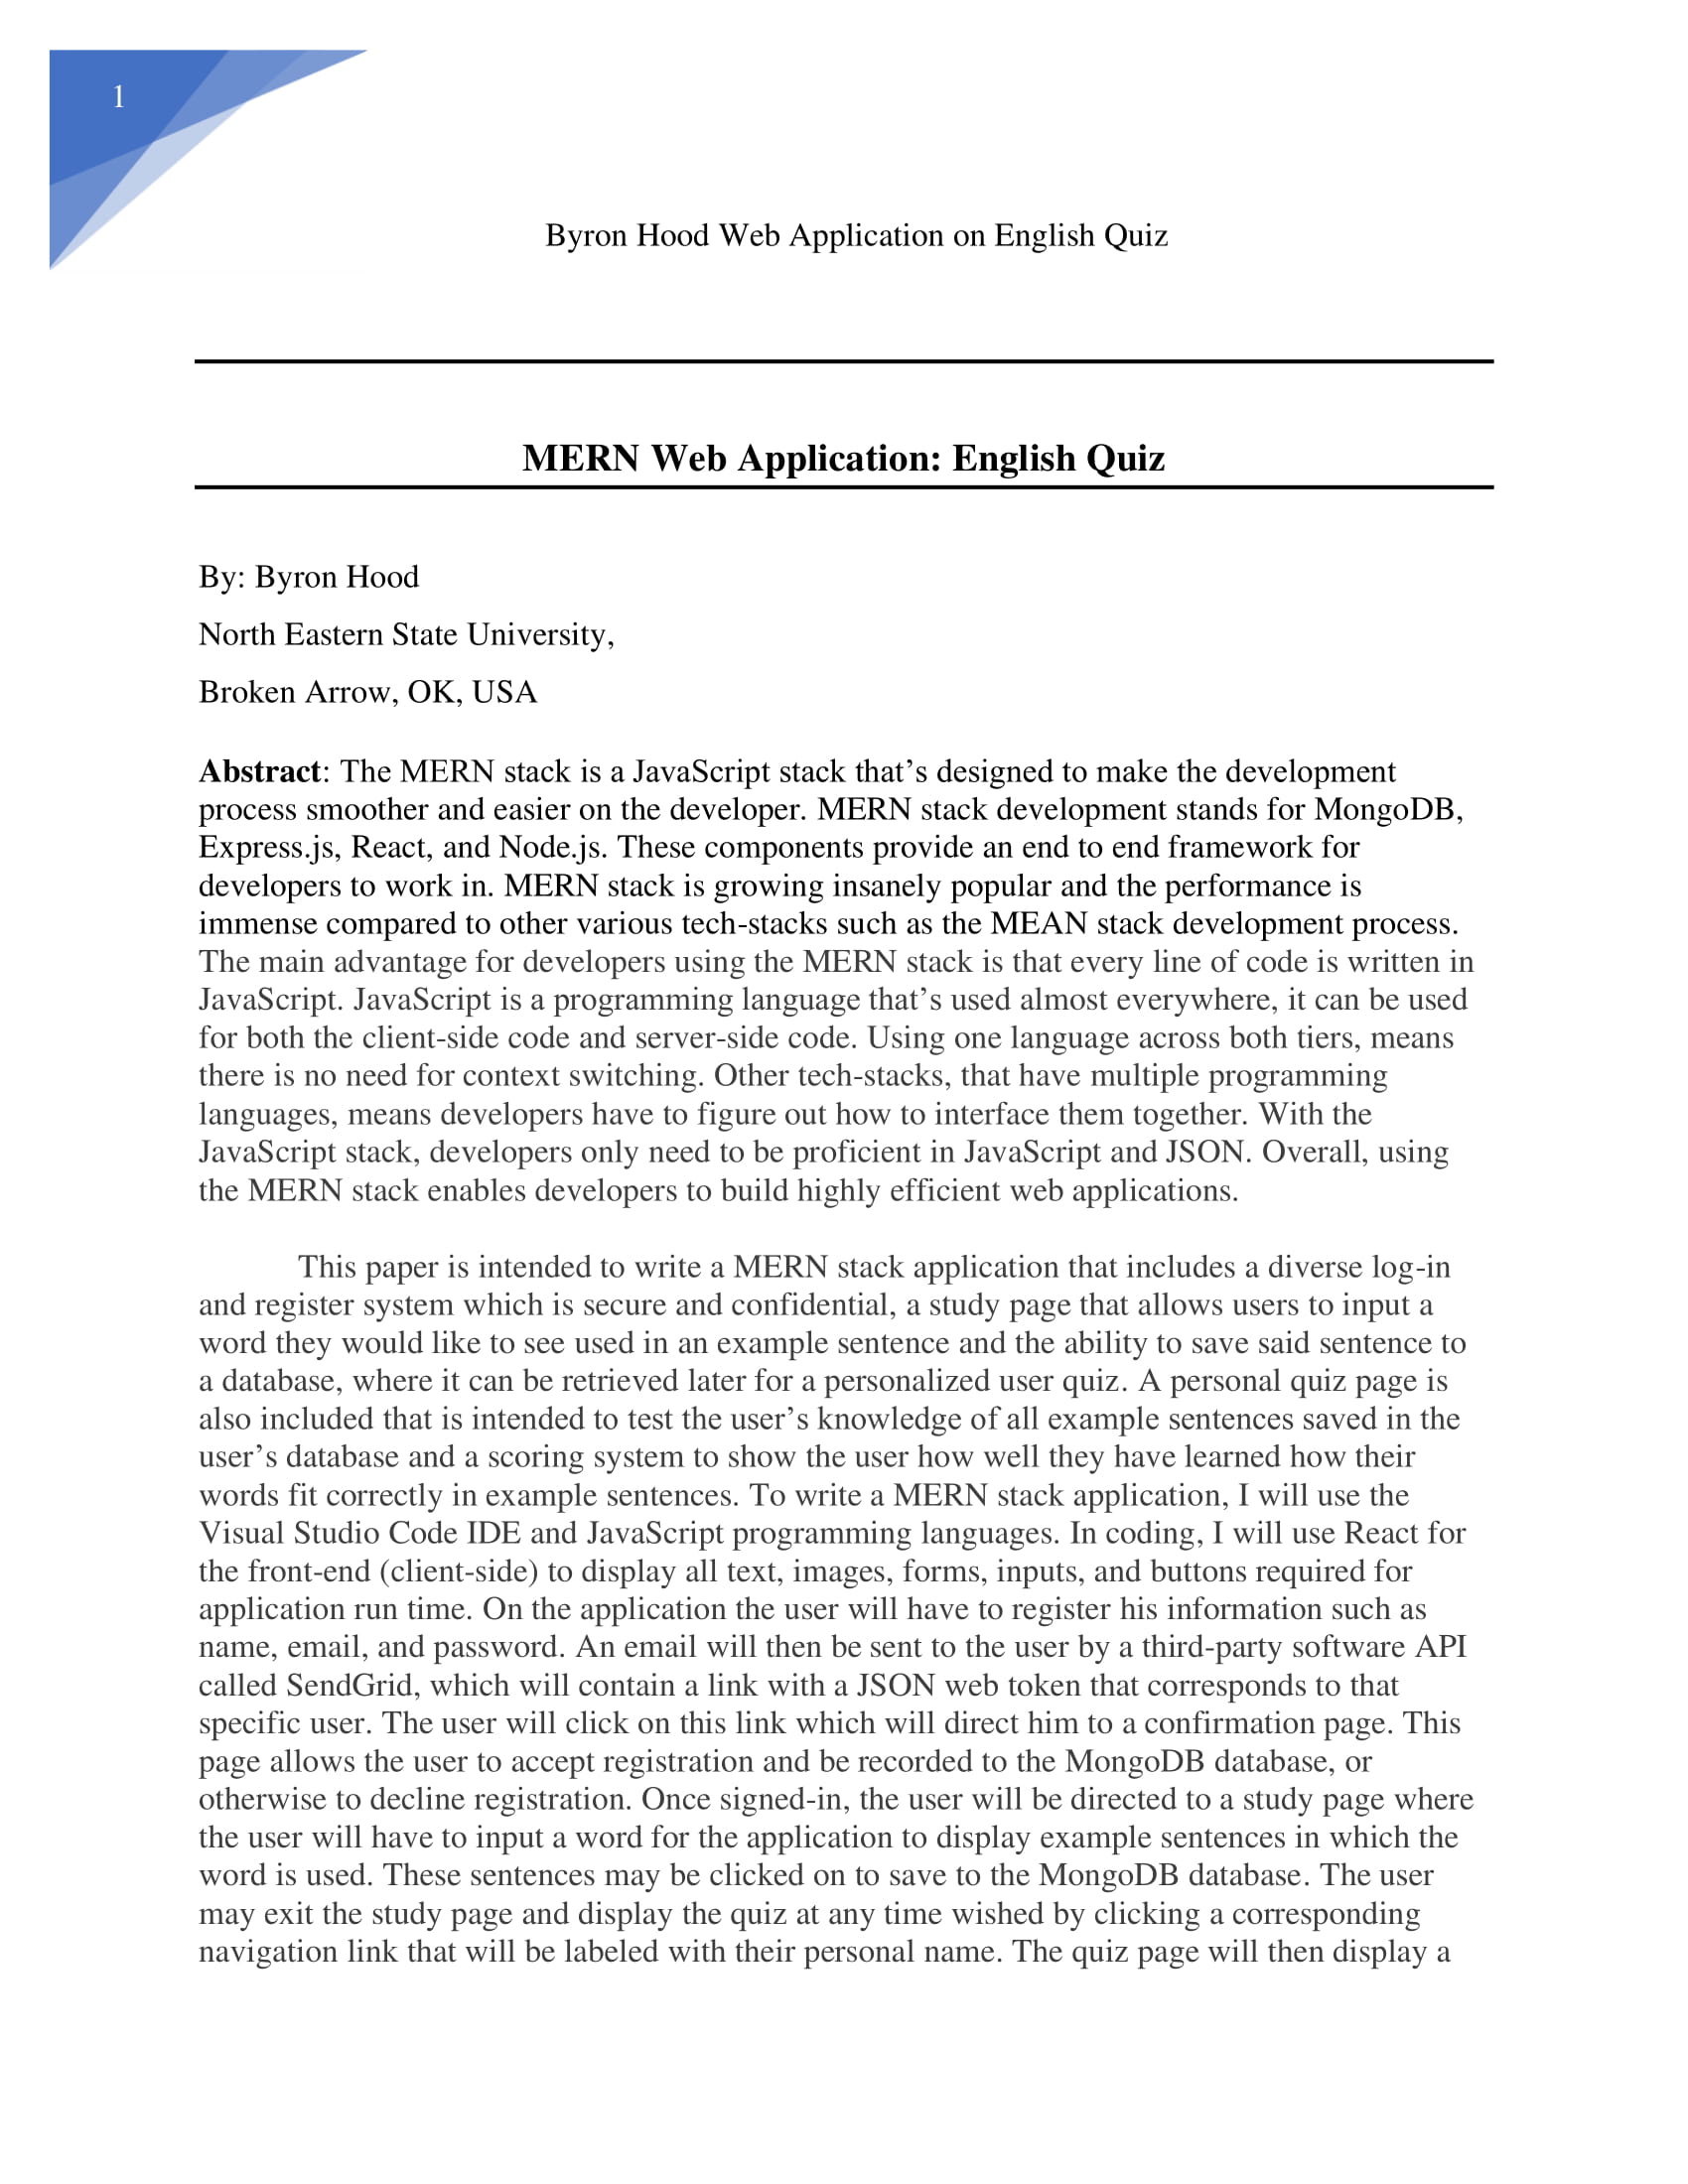 1
Byron Hood Web Application on English Quiz
MERN Web Application: English Quiz
By: Byron Hood
North Eastern State University,
Broken Arrow, OK, USA
Abstract: The MERN stack is a JavaScript stack that’s designed to make the development
process smoother and easier on the developer. MERN stack development stands for MongoDB,
Express.js, React, and Node.js. These components provide an end to end framework for
developers to work in. MERN stack is growing insanely popular and the performance is
immense compared to other various tech-stacks such as the MEAN stack development process.
The main advantage for developers using the MERN stack is that every line of code is written in
JavaScript. JavaScript is a programming language that’s used almost everywhere, it can be used
for both the client-side code and server-side code. Using one language across both tiers, means
there is no need for context switching. Other tech-stacks, that have multiple programming
languages, means developers have to figure out how to interface them together. With the
JavaScript stack, developers only need to be proficient in JavaScript and JSON. Overall, using
the MERN stack enables developers to build highly efficient web applications.
This paper is intended to write a MERN stack application that includes a diverse log-in
and register system which is secure and confidential, a study page that allows users to input a
word they would like to see used in an example sentence and the ability to save said sentence to
a database, where it can be retrieved later for a personalized user quiz. A personal quiz page is
also included that is intended to test the user’s knowledge of all example sentences saved in the
user’s database and a scoring system to show the user how well they have learned how their
words fit correctly in example sentences. To write a MERN stack application, I will use the
Visual Studio Code IDE and JavaScript programming languages. In coding, I will use React for
the front-end (client-side) to display all text, images, forms, inputs, and buttons required for
application run time. On the application the user will have to register his information such as
name, email, and password. An email will then be sent to the user by a third-party software API
called SendGrid, which will contain a link with a JSON web token that corresponds to that
specific user. The user will click on this link which will direct him to a confirmation page. This
page allows the user to accept registration and be recorded to the MongoDB database, or
otherwise to decline registration. Once signed-in, the user will be directed to a study page where
the user will have to input a word for the application to display example sentences in which the
word is used. These sentences may be clicked on to save to the MongoDB database. The user
may exit the study page and display the quiz at any time wished by clicking a corresponding
navigation link that will be labeled with their personal name. The quiz page will then display a